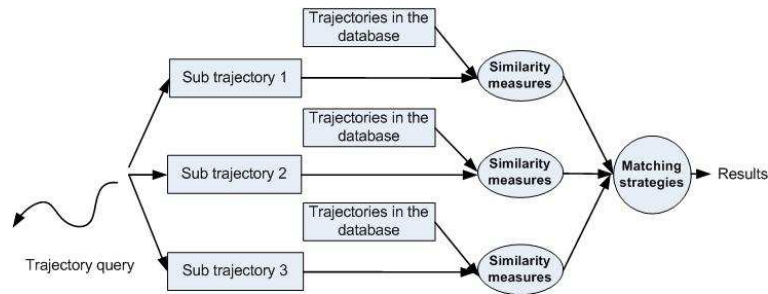 Trajectories in the
database
Sub trajectory 1
Similarity
measures
Trajectories in the
database
Sub trajectory 2
Similarity
measures
Matching
strategies
Results
Trajectories in the
database
Trajectory query
Sub trajectory 3
Similarity
measures